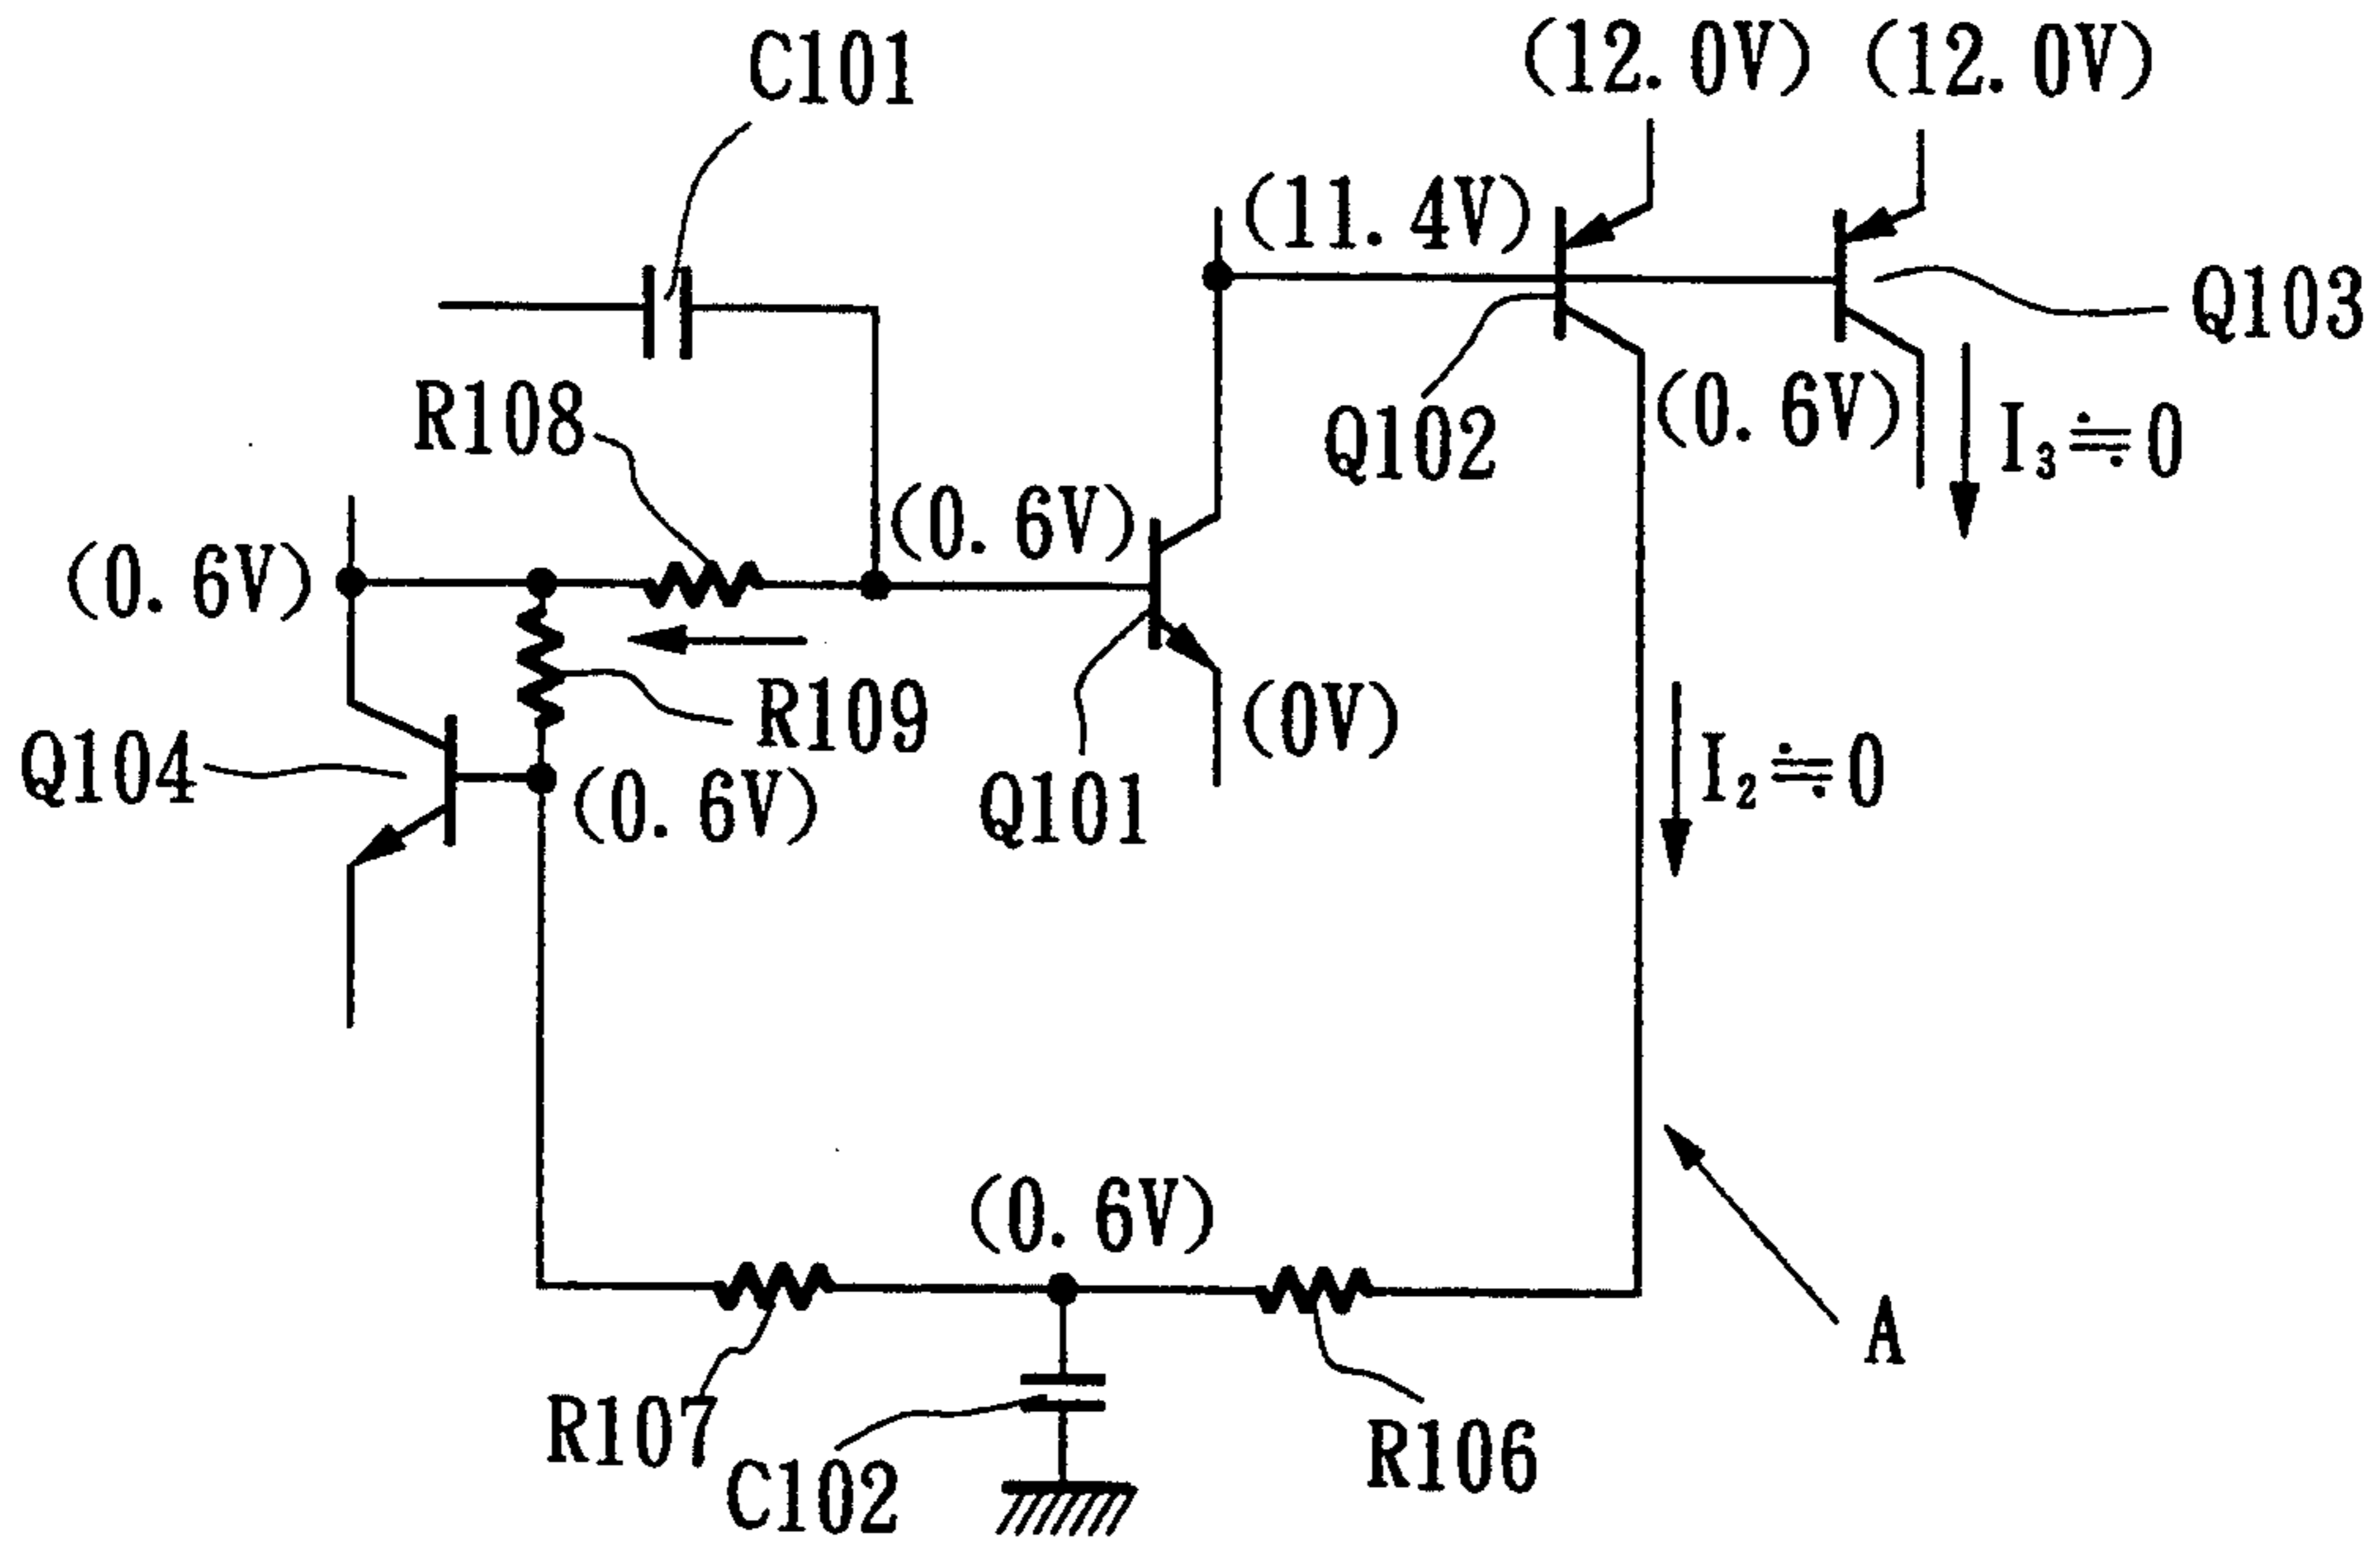 C101
(12.0V)
(12.0V)
(11.4V)
Q103
R108
Q102
(0.6V)
I₃≒0
(0.6V)
(0.6V)
R109
(0V)
Q104
(0.6V)
Q101
I₂≒0
(0.6V)
A
R107
C102
R106